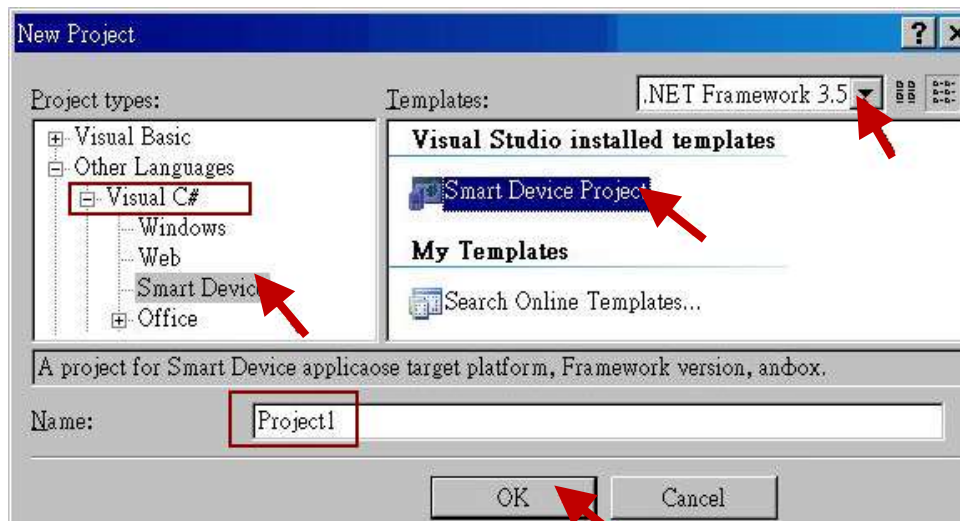 New Project
Project types:
Templates:
.NET Framework 3.5
Visual Basic
Other Languages
Visual C#
Windows
Web
Smart Device
Office
Visual Studio installed templates
Smart Device Project
My Templates
Search Online Templates...
A project for Smart Device applicaose target platform, Framework version, andbox.
Name:
Project1
OK
Cancel